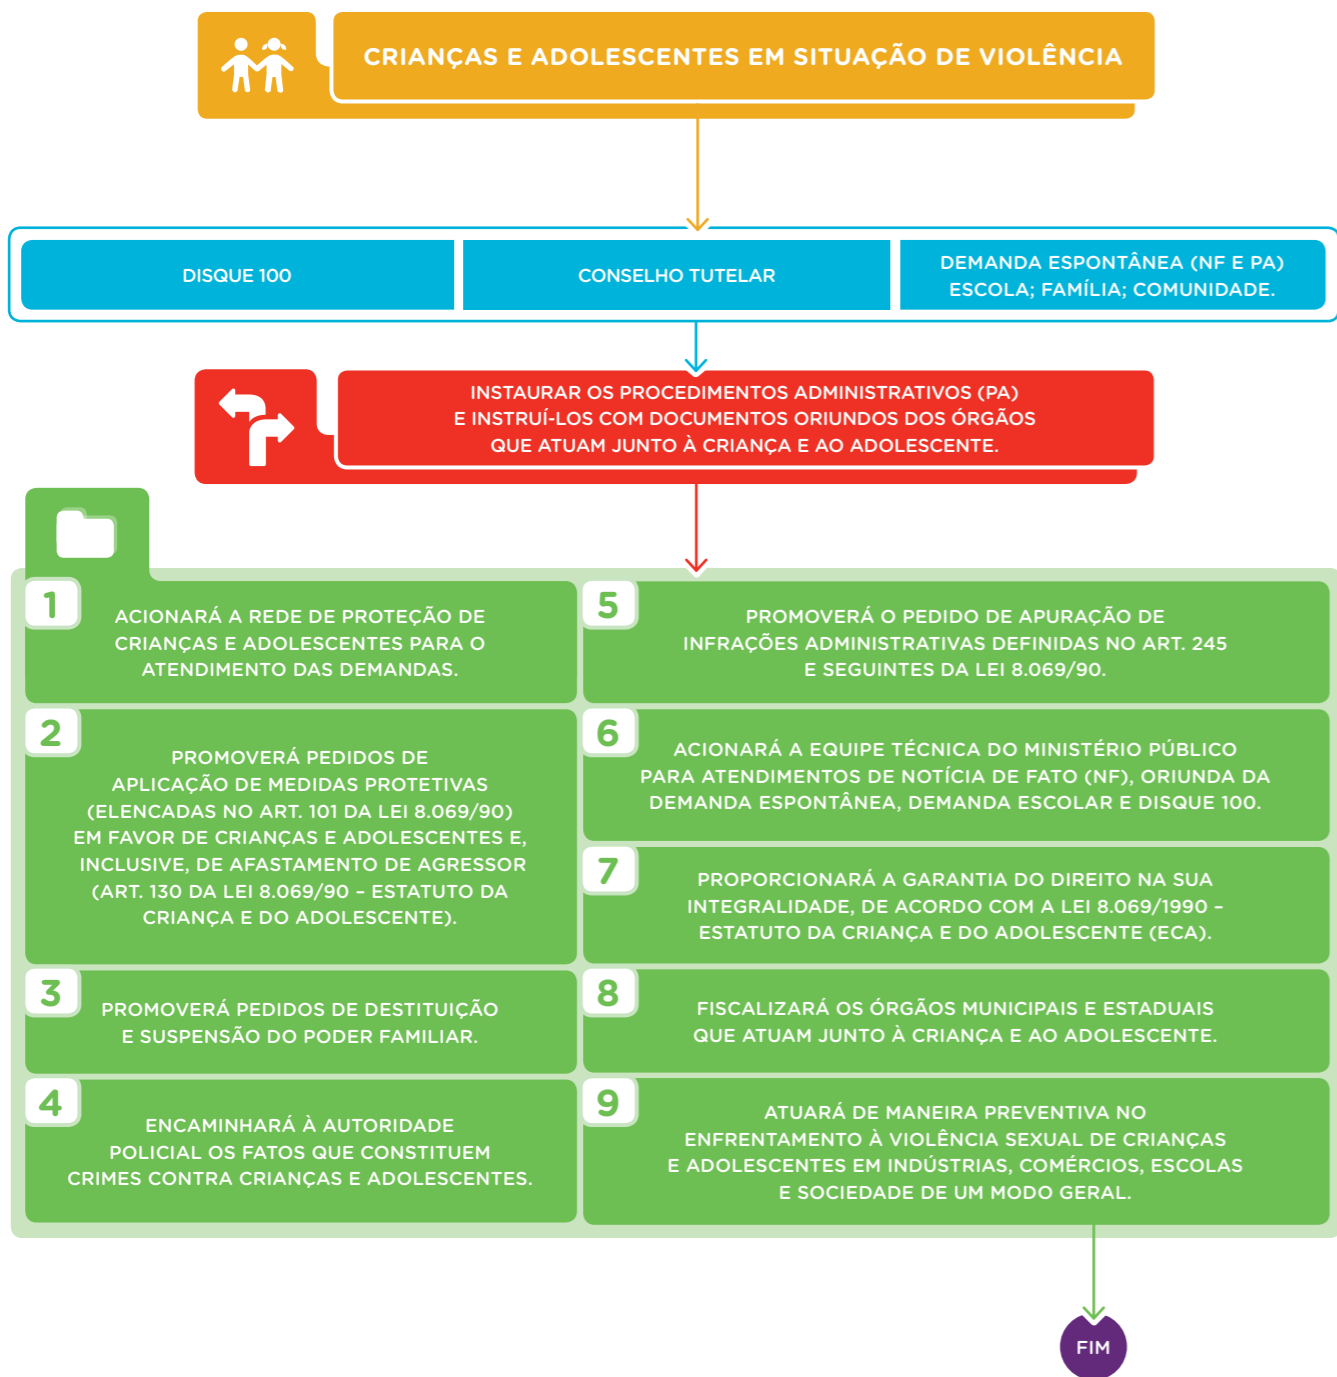 CRIANÇAS E ADOLESCENTES EM SITUAÇÃO DE VIOLÊNCIA
DISQUE 100
CONSELHO TUTELAR
DEMANDA ESPONTÂNEA (NF E PA)
ESCOLA; FAMÍLIA; COMUNIDADE.
INSTAURAR OS PROCEDIMENTOS ADMINISTRATIVOS (PA)
E INSTRUÍ-LOS COM DOCUMENTOS ORIUNDOS DOS ÓRGÃOS
QUE ATUAM JUNTO À CRIANÇA E AO ADOLESCENTE.
1
ACIONARÁ A REDE DE PROTEÇÃO DE
CRIANÇAS E ADOLESCENTES PARA O
ATENDIMENTO DAS DEMANDAS.
2
PROMOVERÁ PEDIDOS DE
APLICAÇÃO DE MEDIDAS PROTETIVAS
(ELENCADAS NO ART. 101 DA LEI 8.069/90)
EM FAVOR DE CRIANÇAS E ADOLESCENTES E,
INCLUSIVE, DE AFASTAMENTO DE AGRESSOR
(ART. 130 DA LEI 8.069/90 – ESTATUTO DA
CRIANÇA E DO ADOLESCENTE).
3
PROMOVERÁ PEDIDOS DE DESTITUIÇÃO
E SUSPENSÃO DO PODER FAMILIAR.
4
ENCAMINHARÁ À AUTORIDADE
POLICIAL OS FATOS QUE CONSTITUEM
CRIMES CONTRA CRIANÇAS E ADOLESCENTES.
5
PROMOVERÁ O PEDIDO DE APURAÇÃO DE
INFRAÇÕES ADMINISTRATIVAS DEFINIDAS NO ART. 245
E SEGUINTES DA LEI 8.069/90.
6
ACIONARÁ A EQUIPE TÉCNICA DO MINISTÉRIO PÚBLICO
PARA ATENDIMENTOS DE NOTÍCIA DE FATO (NF), ORIUNDA DA
DEMANDA ESPONTÂNEA, DEMANDA ESCOLAR E DISQUE 100.
7
PROPORCIONARÁ A GARANTIA DO DIREITO NA SUA
INTEGRALIDADE, DE ACORDO COM A LEI 8.069/1990 –
ESTATUTO DA CRIANÇA E DO ADOLESCENTE (ECA).
8
FISCALIZARÁ OS ÓRGÃOS MUNICIPAIS E ESTADUAIS
QUE ATUAM JUNTO À CRIANÇA E AO ADOLESCENTE.
9
ATUARÁ DE MANEIRA PREVENTIVA NO
ENFRENTAMENTO À VIOLÊNCIA SEXUAL DE CRIANÇAS
E ADOLESCENTES EM INDÚSTRIAS, COMÉRCIOS, ESCOLAS
E SOCIEDADE DE UM MODO GERAL.
FIM